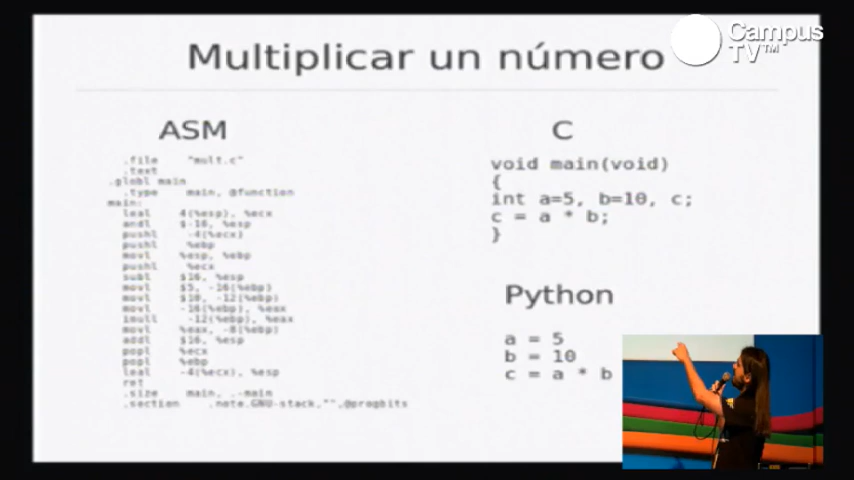 Multiplicar un número
Campus
TV™
ASM
.file "mult.c"
.text
.globl main
.type main, @function
main:
leal 4(%esp), %ecx
andl $-16, %esp
pushl -4(%ecx)
pushl %ebp
movl %esp, %ebp
pushl %ecx
subl $16, %esp
movl $5, -16(%ebp)
movl $10, -12(%ebp)
movl -16(%ebp), %eax
imull -12(%ebp), %eax
movl %eax, -8(%ebp)
addl $16, %esp
popl %ecx
popl %ebp
leal -4(%ecx), %esp
ret
.size main, .-main
.section .note.GNU-stack,"",@progbits
C
void main(void)
{
int a=5, b=10, c;
c = a * b;
}
Python
a = 5
b = 10
c = a * b